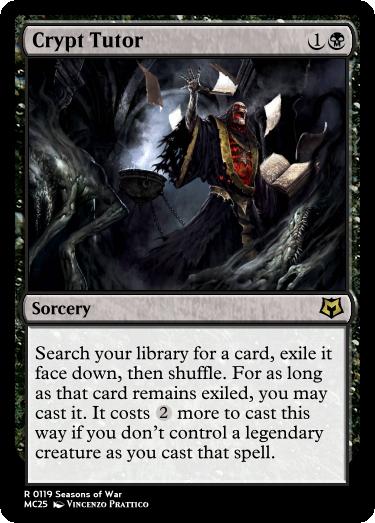 Crypt Tutor 1
Sorcery
Search your library for a card, exile it
face down, then shuffle. For as long
as that card remains exiled, you may
cast it. It costs 2 more to cast this
way if you don't control a legendary
creature as you cast that spell.
R 0119 Seasons of War
MC25 Vincenzo Prattico